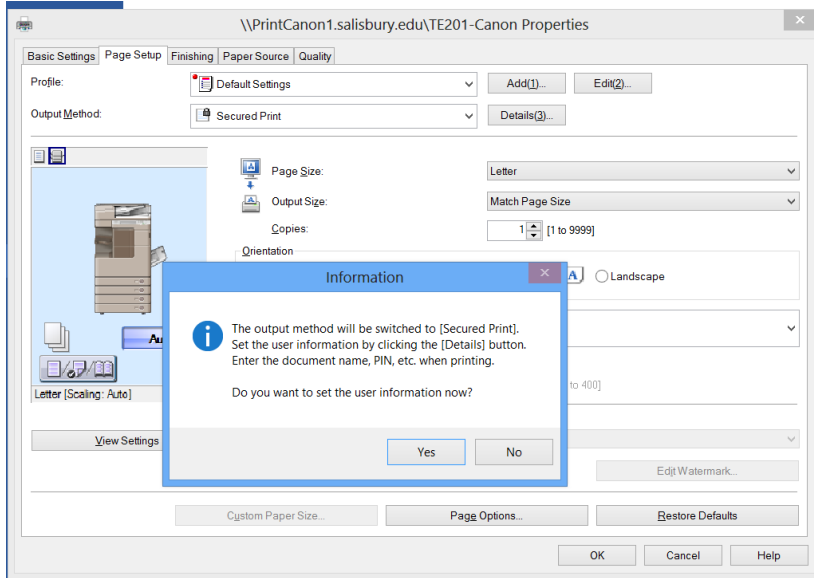 \\PrintCanon1.salisbury.edu\TE201-Canon Properties
Basic Settings Page Setup Finishing Paper Source Quality
Profile: Default Settings Add(1)... Edit(2)...
Output Method: Secured Print Details(3)...
Page Size: Letter
Output Size: Match Page Size
Copies: 1 [1 to 9999]
Orientation
A Landscape
Information
The output method will be switched to [Secured Print].
Set the user information by clicking the [Details] button.
Enter the document name, PIN, etc. when printing.
Do you want to set the user information now?
Yes No
Au
to 400]
Letter [Scaling: Auto]
View Settings
Edit Watermark...
Custom Paper Size... Page Options... Restore Defaults
OK Cancel Help